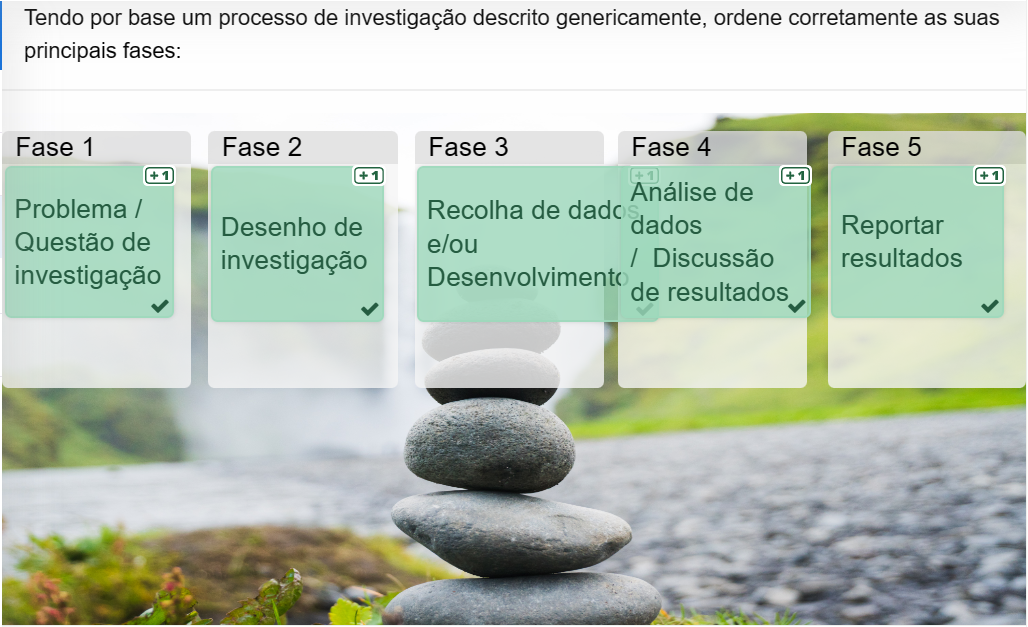 Tendo por base um processo de investigação descrito genericamente, ordene corretamente as suas
principais fases:
Fase 1
+1
Problema /
Questão de
investigação
Fase 2
+1
Desenho de
investigação
Fase 3
+1
Recolha de dados
e/ou
Desenvolvimento
Fase 4
+1
Análise de
dados
/ Discussão
de resultados
Fase 5
+1
Reportar
resultados